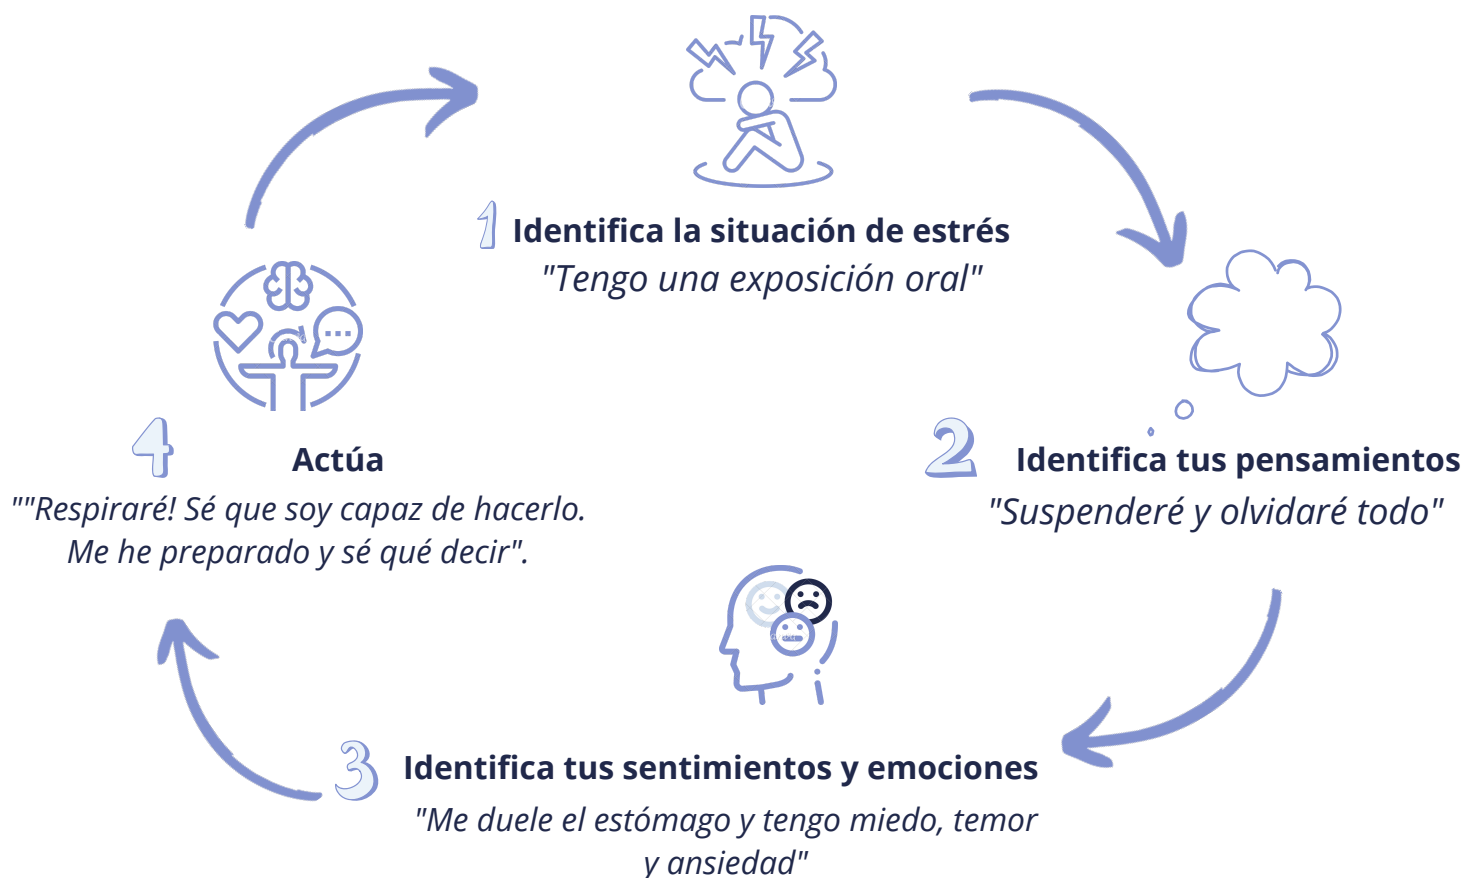 1 Identifica la situación de estrés
"Tengo una exposición oral"
2 Identifica tus pensamientos
"Suspenderé y olvidaré todo"
3 Identifica tus sentimientos y emociones
"Me duele el estómago y tengo miedo, temor
y ansiedad"
4 Actúa
""Respiraré! Sé que soy capaz de hacerlo.
Me he preparado y sé qué decir".